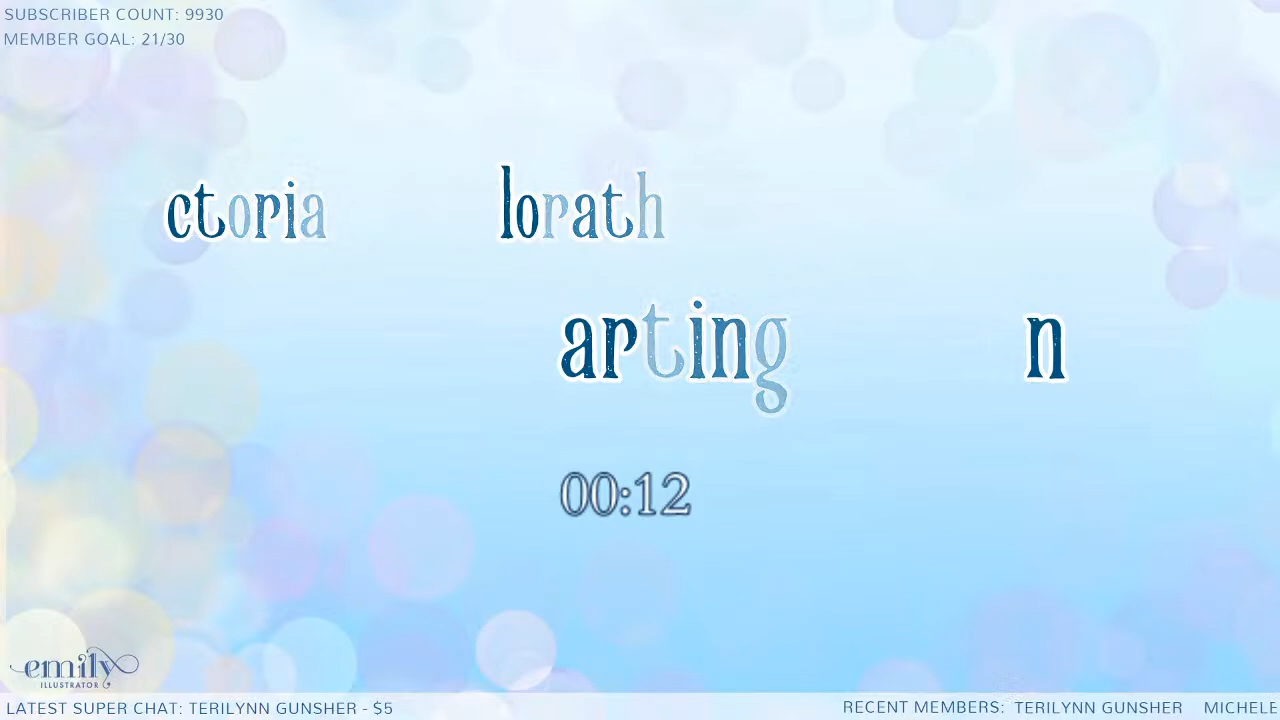 SUBSCRIBER COUNT: 9930
MEMBER GOAL: 21/30
ctoria lorath
arting n
00:12
emily
ILLUSTRATOR
LATEST SUPER CHAT: TERILYNN GUNSHER - $5
RECENT MEMBERS: TERILYNN GUNSHER MICHELE